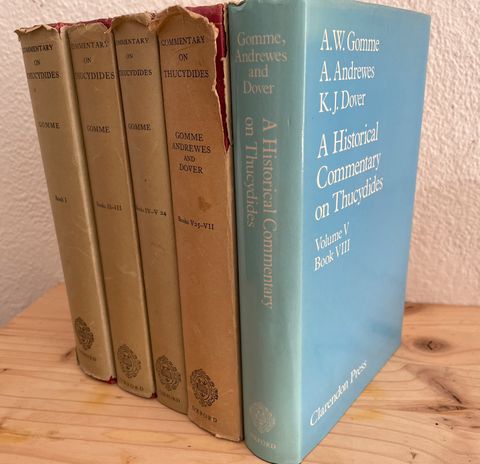 COMMENTARY
ON
THUCYDIDES
GOMME
Book I
OXFORD
COMMENTARY
ON
THUCYDIDES
GOMME
Books II-III
OXFORD
COMMENTARY
ON
THUCYDIDES
GOMME
Books IV-V 24
OXFORD
COMMENTARY
ON
THUCYDIDES
GOMME
ANDREWES
AND
DOVER
Books V 25-VII
OXFORD
Gomme,
Andrewes
and
Dover
A Historical Commentary
on Thucydides
OXFORD
A. W. Gomme
A. Andrewes
K. J. Dover
A Historical
Commentary
on Thucydides
Volume V
Book VIII
Clarendon Press